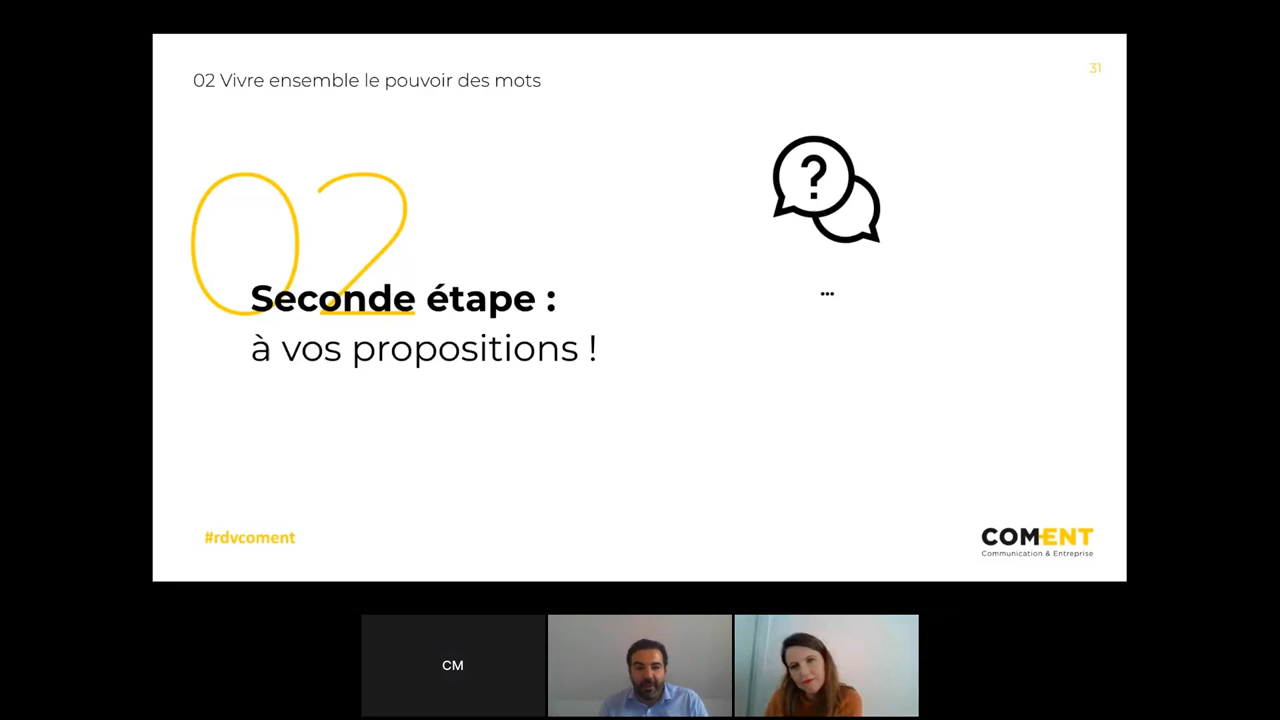 02 Vivre ensemble le pouvoir des mots
31
?
...
02
Seconde étape :
à vos propositions !
#rdvcoment
COMENT
Communication & Entreprise
CM